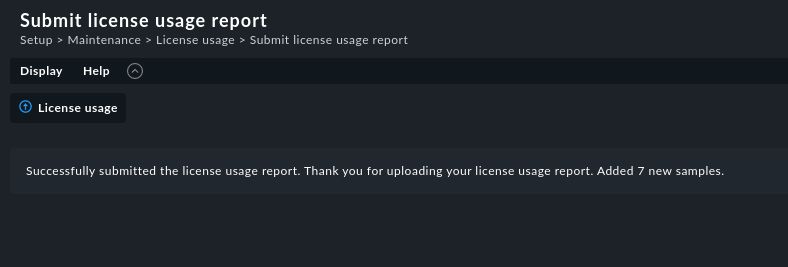 Submit license usage report
Setup > Maintenance > License usage > Submit license usage report
Display Help
License usage
Successfully submitted the license usage report. Thank you for uploading your license usage report. Added 7 new samples.